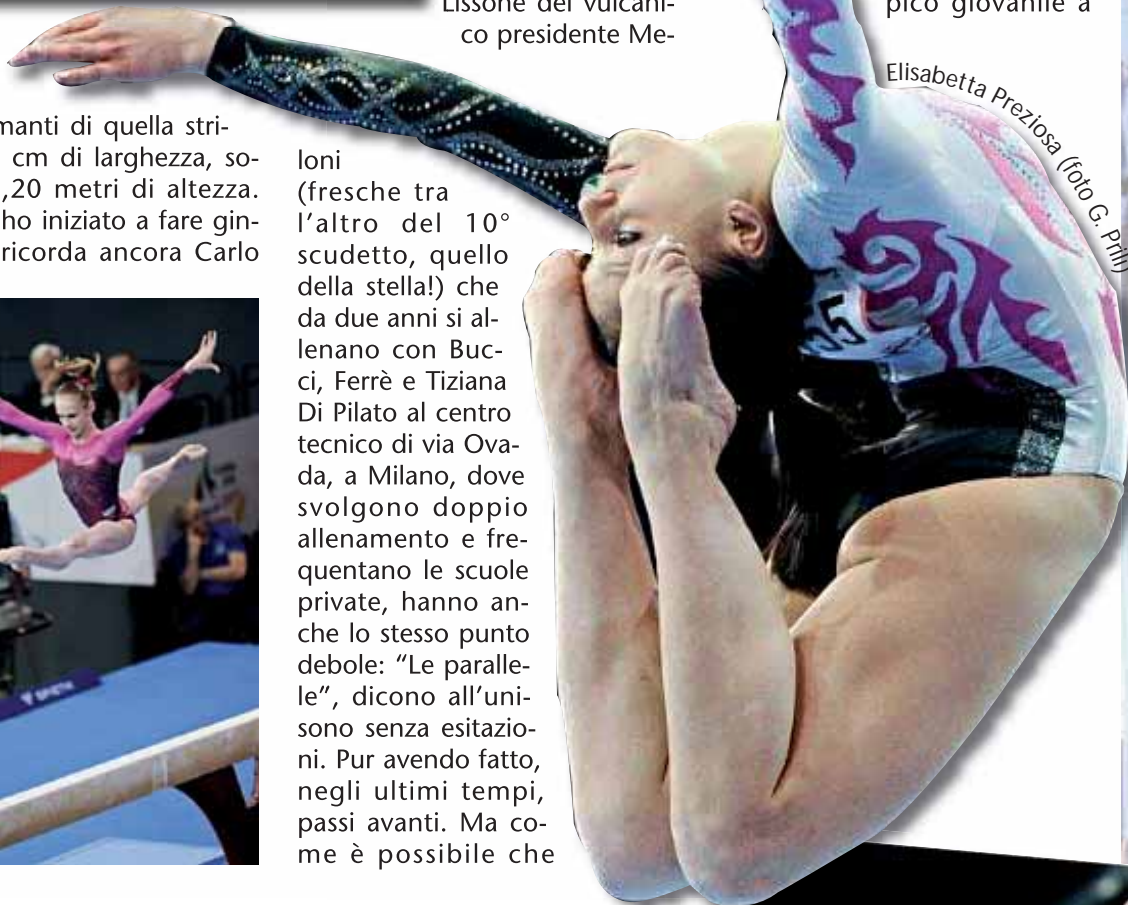 manti di quella stri-
cm di larghezza, so-
,20 metri di altezza.
ho iniziato a fare gin-
ricorda ancora Carlo
Lissone del vulcani-
co presidente Me-
loni
(fresche tra
l'altro del 10°
scudetto, quello
della stella!) che
da due anni si al-
lenano con Buc-
ci, Ferrè e Tiziana
Di Pilato al centro
tecnico di via Ova-
da, a Milano, dove
svolgono doppio
allenamento e fre-
quentano le scuole
private, hanno an-
che lo stesso punto
debole: “Le paralle-
le”, dicono all’uni-
sono senza esitazio-
ni. Pur avendo fatto,
negli ultimi tempi,
passi avanti. Ma co-
me è possibile che
pico giovanile a
Elisabetta Preziosa (foto G. Prill)
55